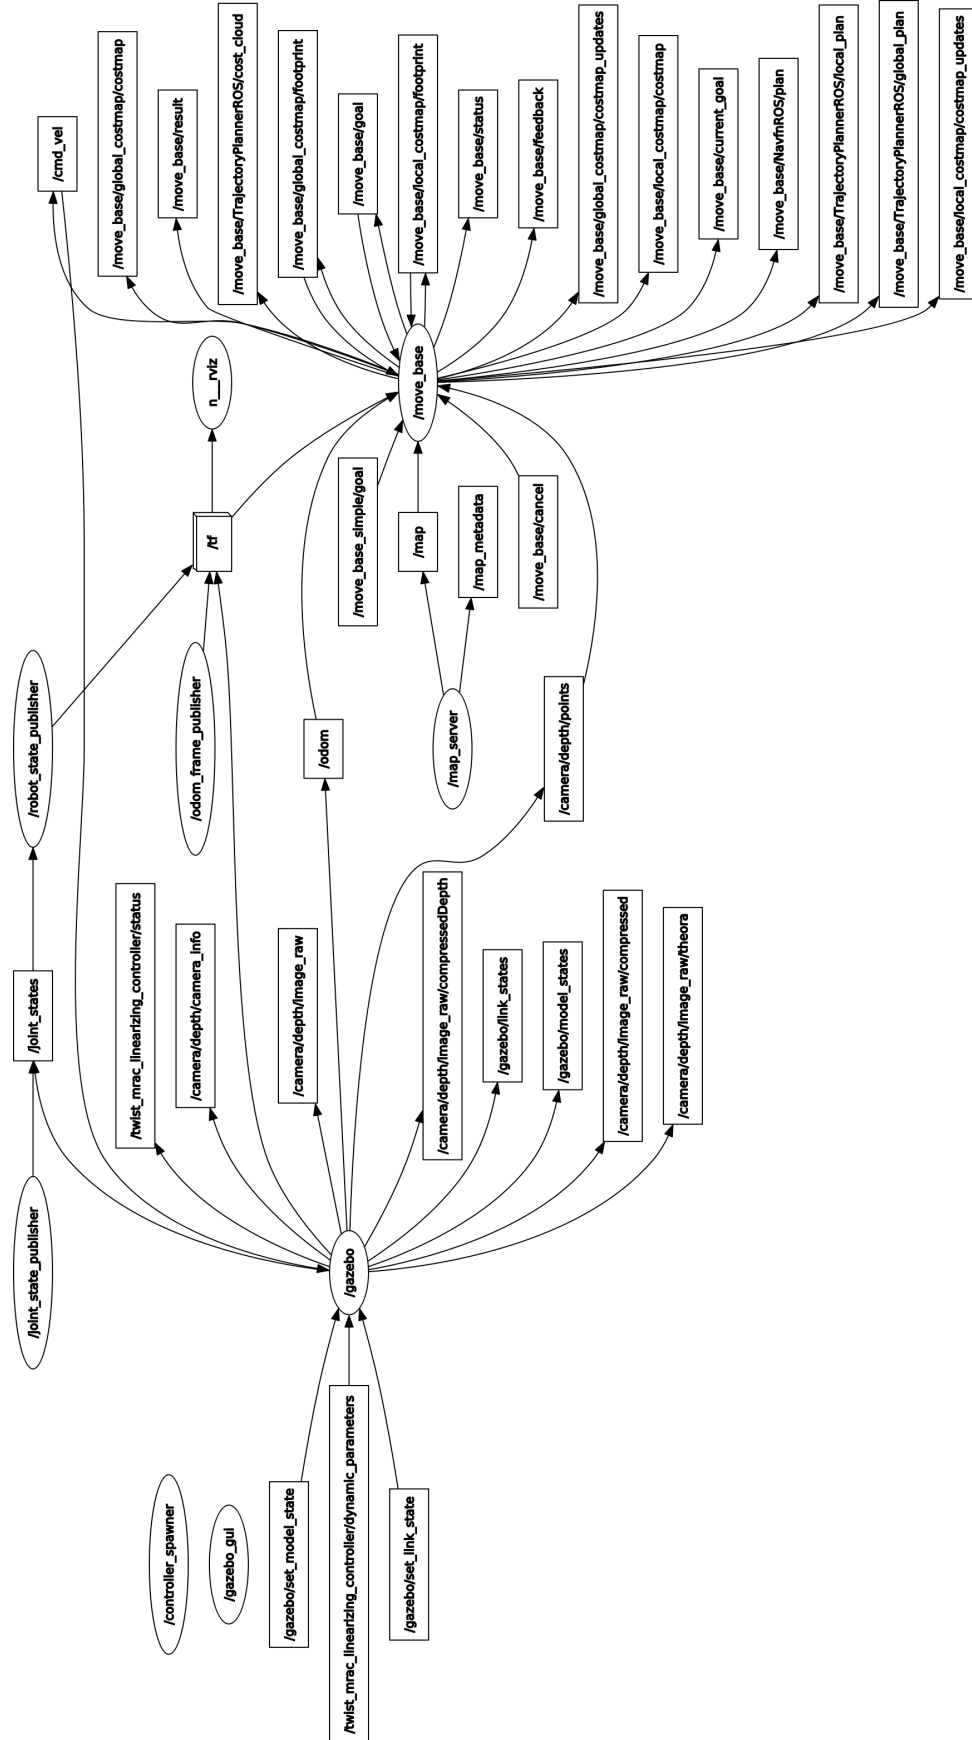 /controller_spawner
/gazebo_gui
/gazebo/set_model_state
/twist_mrac_linearizing_controller/dynamic_parameters
/gazebo/set_link_state
/joint_state_publisher
/gazebo
/joint_states
/twist_mrac_linearizing_controller/status
/camera/depth/camera_info
/camera/depth/image_raw
/camera/depth/image_raw/compressedDepth
/gazebo/link_states
/gazebo/model_states
/camera/depth/image_raw/compressed
/camera/depth/image_raw/theora
/robot_state_publisher
/odom_frame_publisher
/odom
/map_server
/camera/depth/points
/tf
/move_base_simple/goal
/map
/map_metadata
/move_base/cancel
n__rviz
/move_base
/cmd_vel
/move_base/global_costmap/costmap
/move_base/result
/move_base/TrajectoryPlannerROS/cost_cloud
/move_base/global_costmap/footprint
/move_base/goal
/move_base/local_costmap/footprint
/move_base/status
/move_base/feedback
/move_base/global_costmap/costmap_updates
/move_base/local_costmap/costmap
/move_base/current_goal
/move_base/NavfnROS/plan
/move_base/TrajectoryPlannerROS/local_plan
/move_base/TrajectoryPlannerROS/global_plan
/move_base/local_costmap/costmap_updates